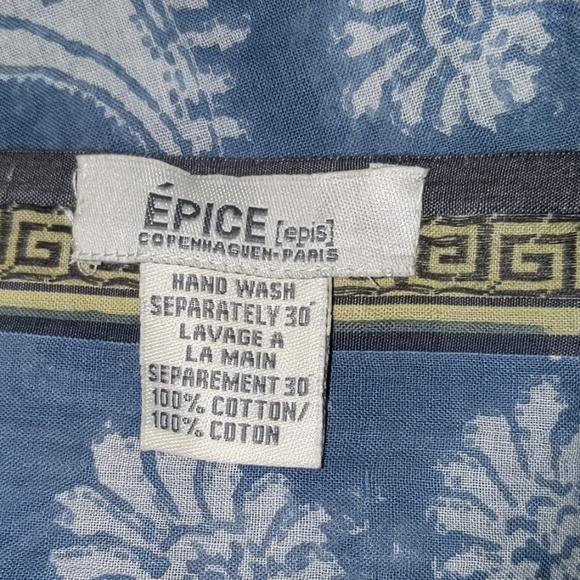 ÉPICE [epis]
COPENHAGUEN-PARIS
HAND WASH
SEPARATELY 30°
LAVAGE A
LA MAIN
SEPAREMENT 30
100% COTTON/
100% COTON